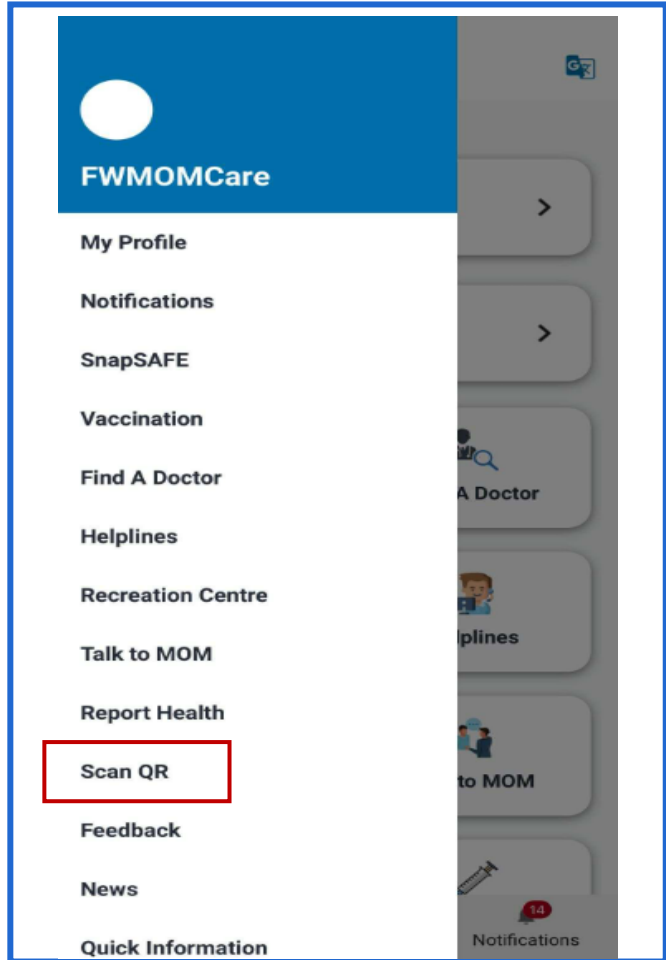 FWMOMCare
My Profile
Notifications
SnapSAFE
Vaccination
Find A Doctor
A Doctor
Helplines
Recreation Centre
lplines
Talk to MOM
Report Health
Scan QR
to MOM
Feedback
News
14
Quick Information
Notifications